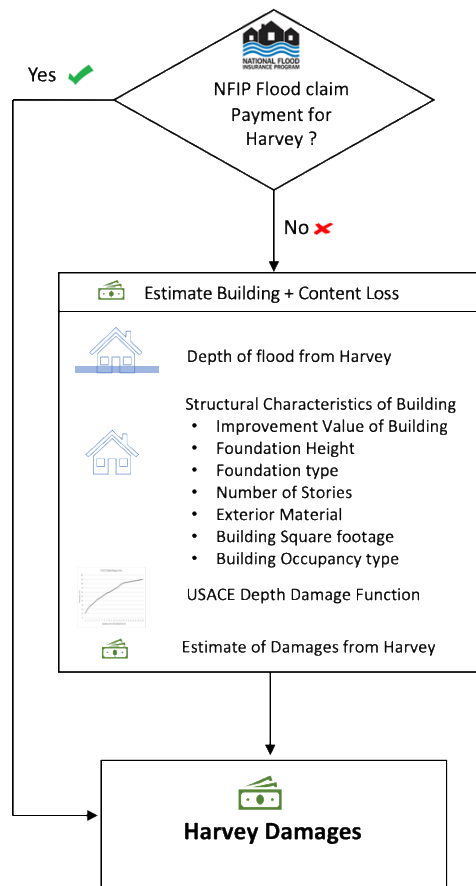 NATIONAL FLOOD
INSURANCE PROGRAM
Yes
NFIP Flood claim
Payment for
Harvey ?
No
Estimate Building + Content Loss
Depth of flood from Harvey
Structural Characteristics of Building
• Improvement Value of Building
• Foundation Height
• Foundation type
• Number of Stories
• Exterior Material
• Building Square footage
• Building Occupancy type
USACE Depth Damage Function
Estimate of Damages from Harvey
Harvey Damages